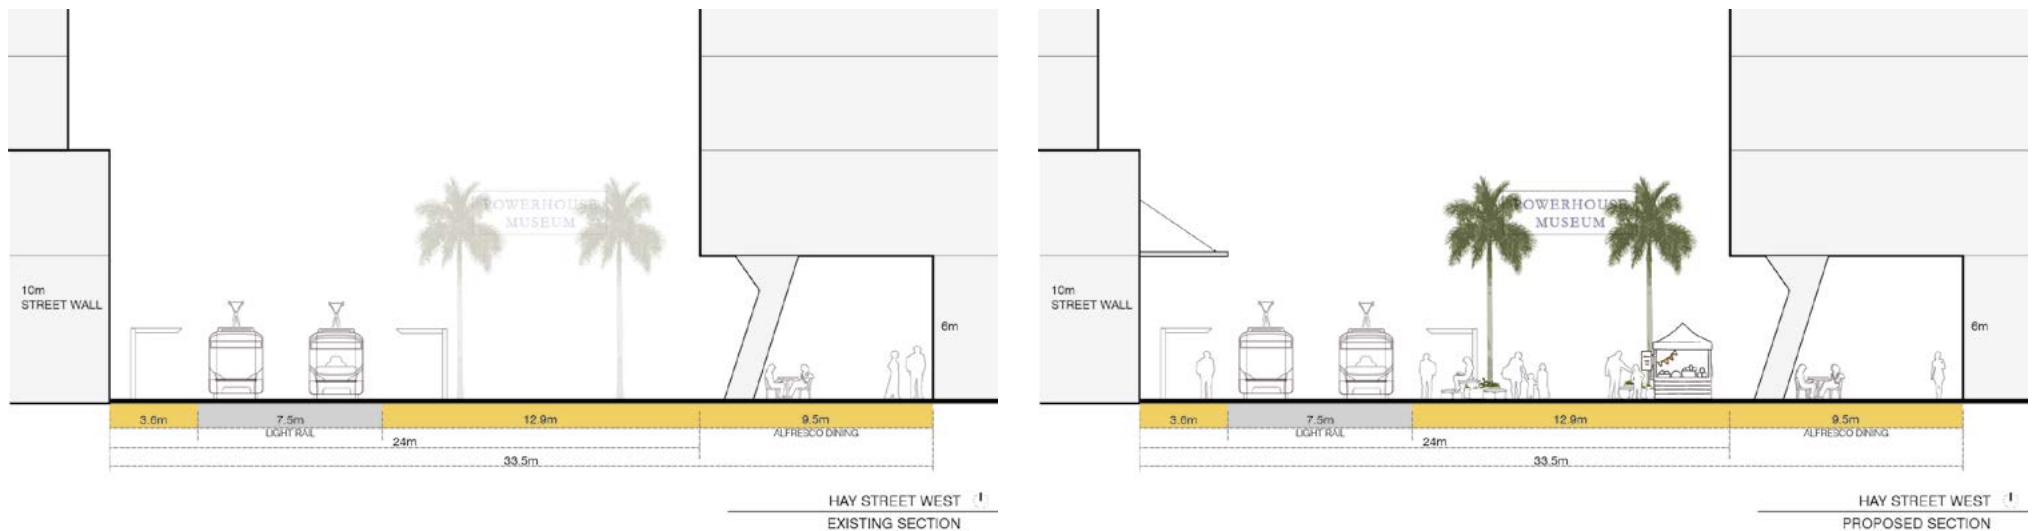 POWERHOUSE
MUSEUM
10m
STREET WALL
6m
3.6m
7.5m
12.9m
9.5m
LIGHT RAIL
ALFRESCO DINING
24m
33.5m
HAY STREET WEST
EXISTING SECTION
POWERHOUSE
MUSEUM
10m
STREET WALL
6m
3.6m
7.5m
12.9m
9.5m
LIGHT RAIL
ALFRESCO DINING
24m
33.5m
HAY STREET WEST
PROPOSED SECTION